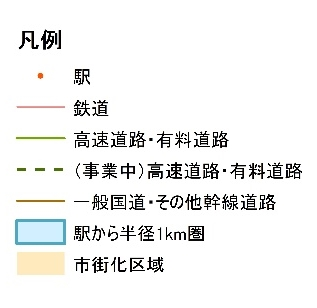 凡例
駅
鉄道
高速道路・有料道路
(事業中)高速道路・有料道路
一般国道・その他幹線道路
駅から半径1km圏
市街化区域